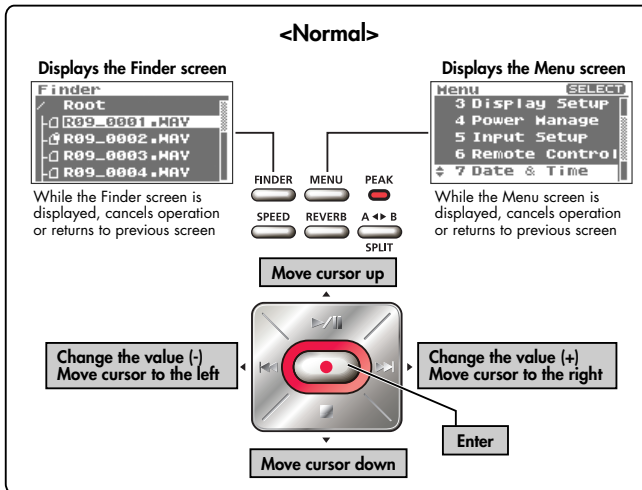 <Normal>
Displays the Finder screen
Finder
Root
R09_0001.WAV
R09_0002.WAV
R09_0003.WAV
R09_0004.WAV
While the Finder screen is
displayed, cancels operation
or returns to previous screen
Displays the Menu screen
Menu SELECT
3 Display Setup
4 Power Manage
5 Input Setup
6 Remote Control
7 Date & Time
While the Menu screen is
displayed, cancels operation
or returns to previous screen
FINDER MENU PEAK
SPEED REVERB A ◄► B
SPLIT
Move cursor up
Change the value (-)
Move cursor to the left
Change the value (+)
Move cursor to the right
Enter
Move cursor down